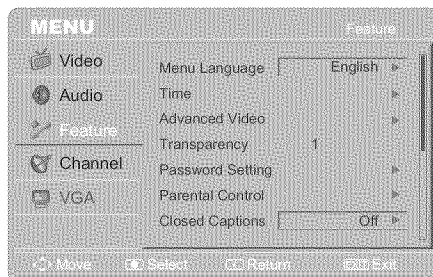 MENU Feature
Video
Audio
Feature
Channel
VGA
Menu Language English
Time
Advanced Video
Transparency 1
Password Setting
Parental Control
Closed Captions Off
Move Select Return EXIT Exit